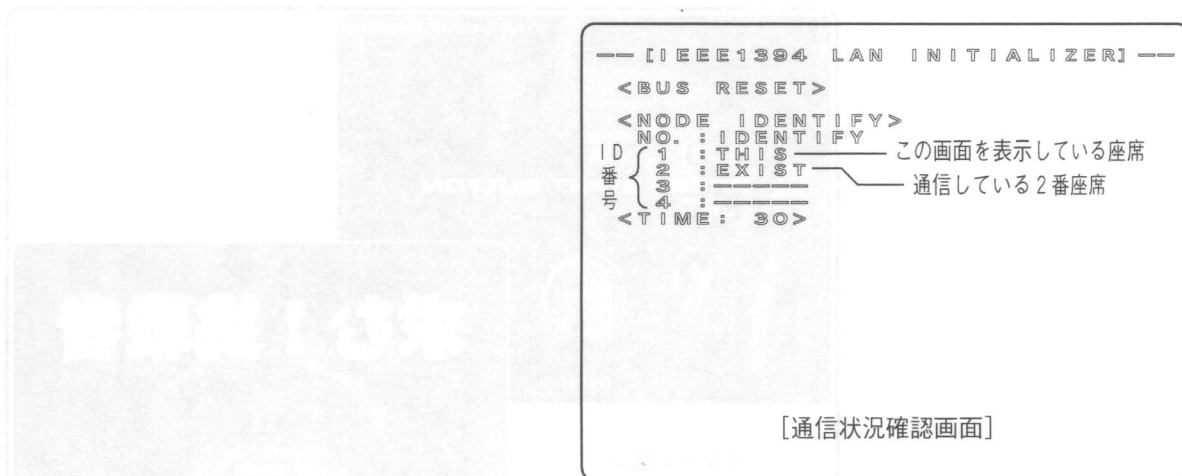 —— [IEEE1394 LAN INITIALIZER] ——
<BUS RESET>
<NODE IDENTIFY>
NO. : IDENTIFY
ID番号
1 : THIS
この画面を表示している座席
2 : EXIST
通信している2番座席
3 : −−−−−
4 : −−−−−
<TIME: 30>
[通信状況確認画面]